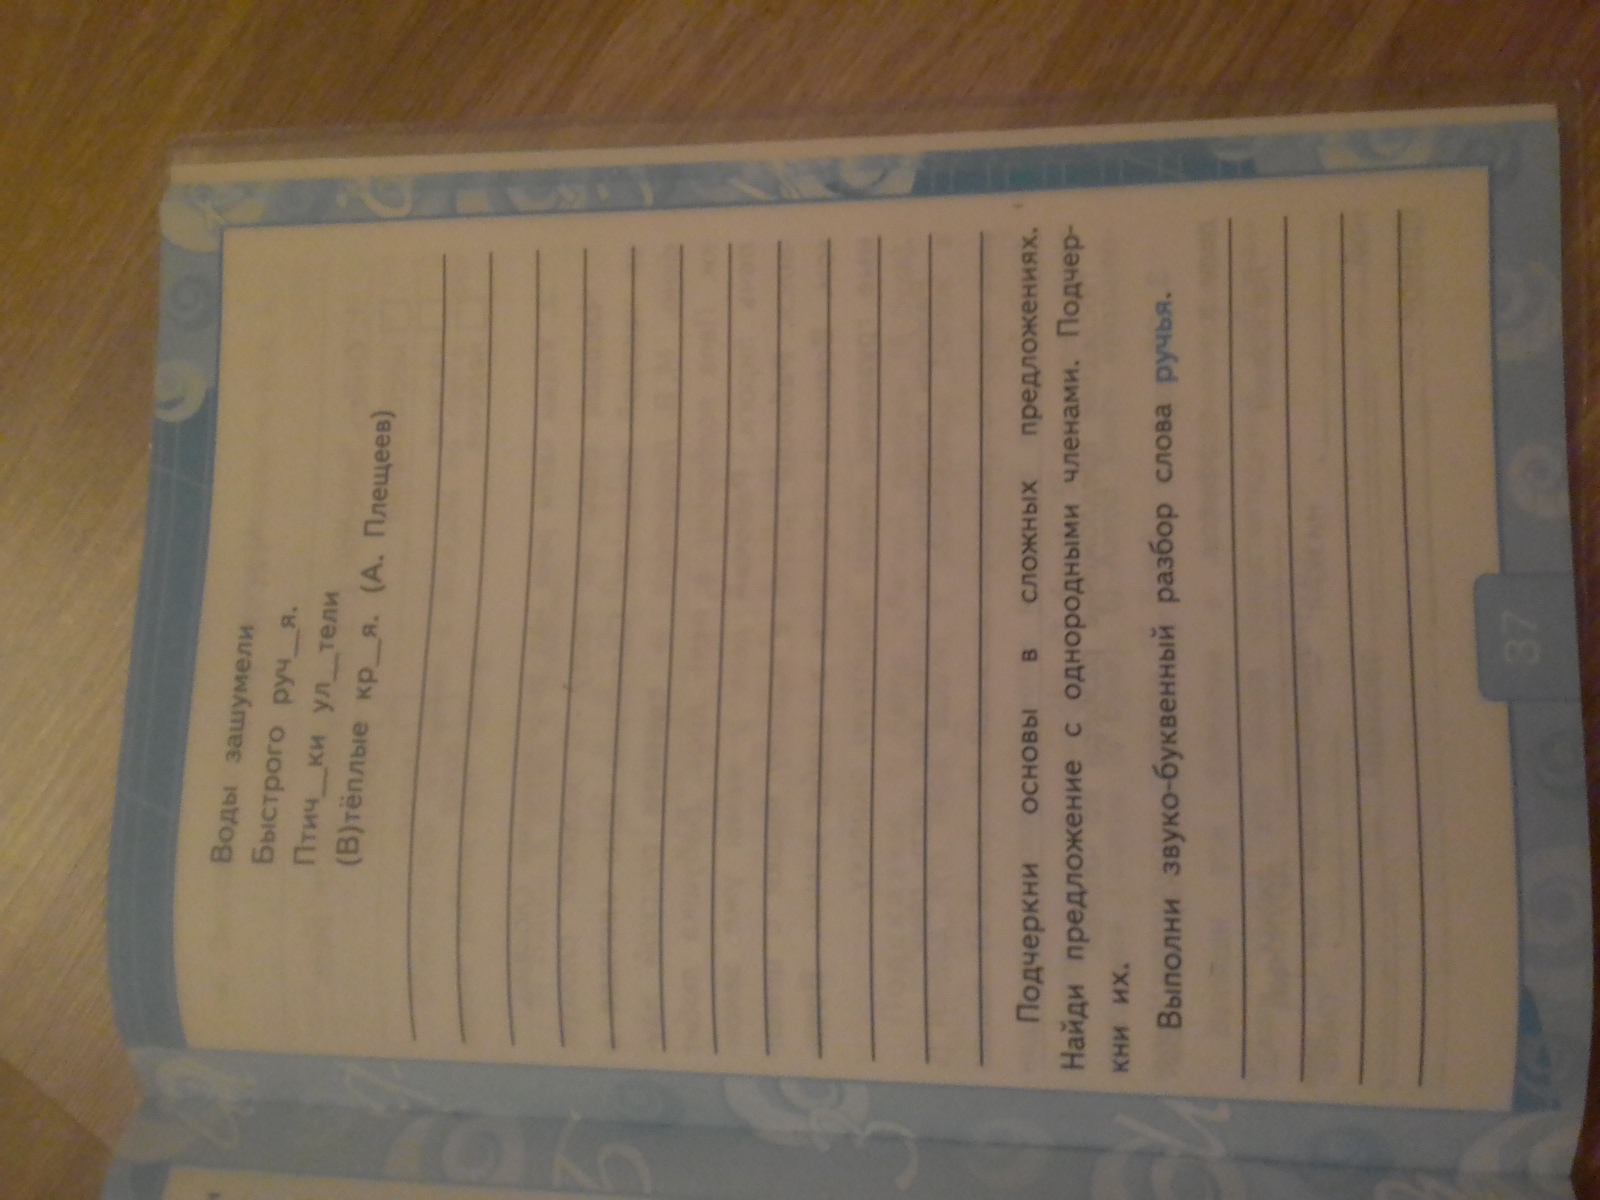 Воды зашумели
Быстрого руч__я.
Птич__ки ул__тели
(В)тёплые кр__я. (А. Плещеев)
Подчеркни основы в сложных предложениях.
Найди предложение с однородными членами. Подчер-
кни их.
Выполни звуко-буквенный разбор слова ручья.
37